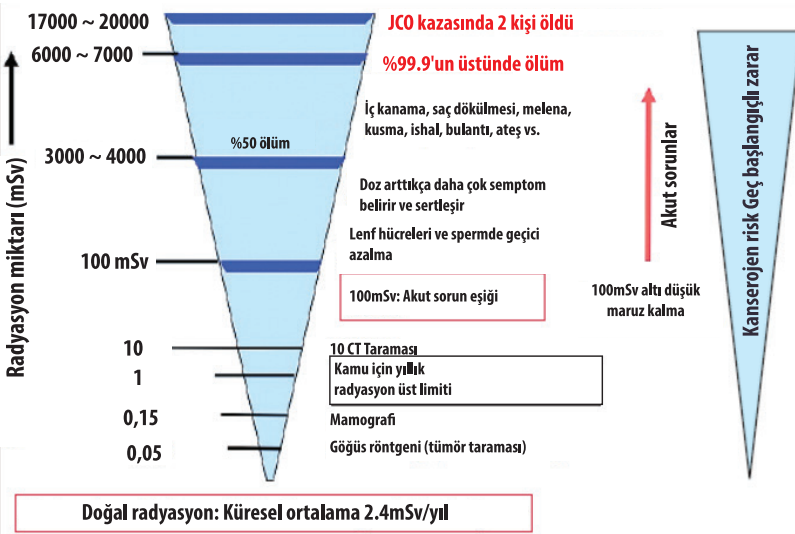 17000 ~ 20000
JCO kazasında 2 kişi öldü
6000 ~ 7000
%99.9'un üstünde ölüm
İç kanama, saç dökülmesi, melena,
kusma, ishal, bulantı, ateş vs.
%50 ölüm
3000 ~ 4000
Doz arttıkça daha çok semptom
belirir ve sertleşir
Lenf hücreleri ve spermde geçici
azalma
100 mSv
100mSv: Akut sorun eşiği
10
10 CT Taraması
1
Kamu için yıllık
radyasyon üst limiti
0,15
Mamografi
0,05
Göğüs röntgeni (tümör taraması)
Radyasyon miktarı (mSv)
Akut sorunlar
100mSv altı düşük
maruz kalma
Kanserojen risk Geç başlangıçlı zarar
Doğal radyasyon: Küresel ortalama 2.4mSv/yıl